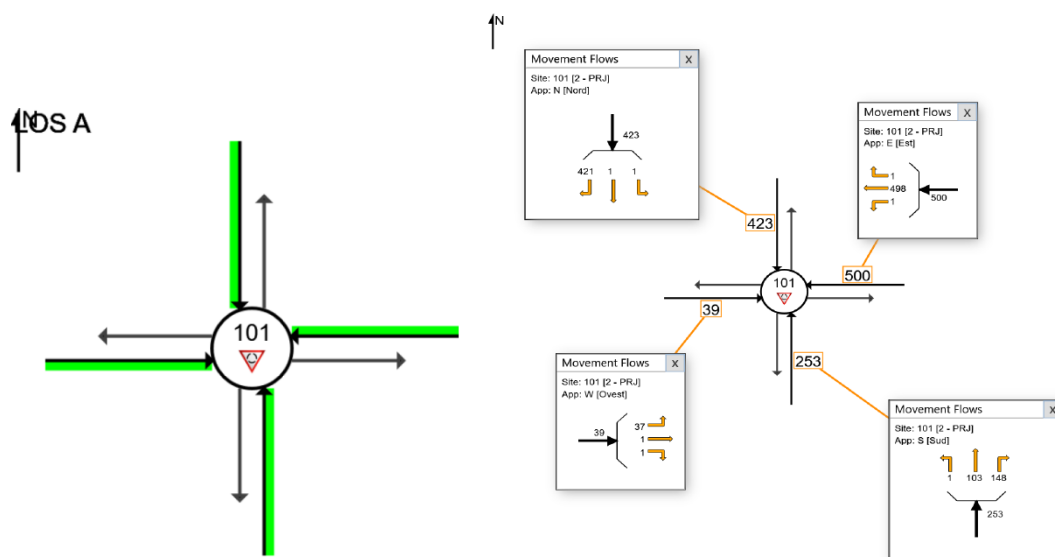 N
LOS A
101
N
Movement Flows X
Site: 101 [2 - PRJ]
App: N [Nord]
423
421 1 1
Movement Flows X
Site: 101 [2 - PRJ]
App: E [Est]
1
498
1
500
423
500
101
39
253
Movement Flows X
Site: 101 [2 - PRJ]
App: W [Ovest]
39
37
1
1
Movement Flows X
Site: 101 [2 - PRJ]
App: S [Sud]
1 103 148
253